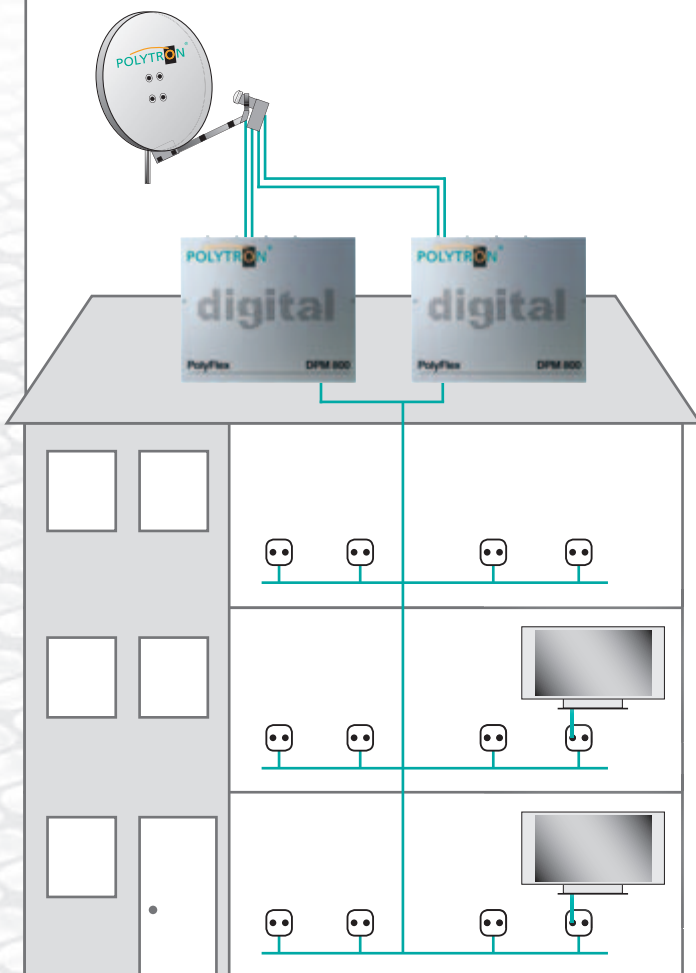 POLYTRON
POLYTRON
digital
PolyFlex DPM 800
POLYTRON
digital
PolyFlex DPM 800